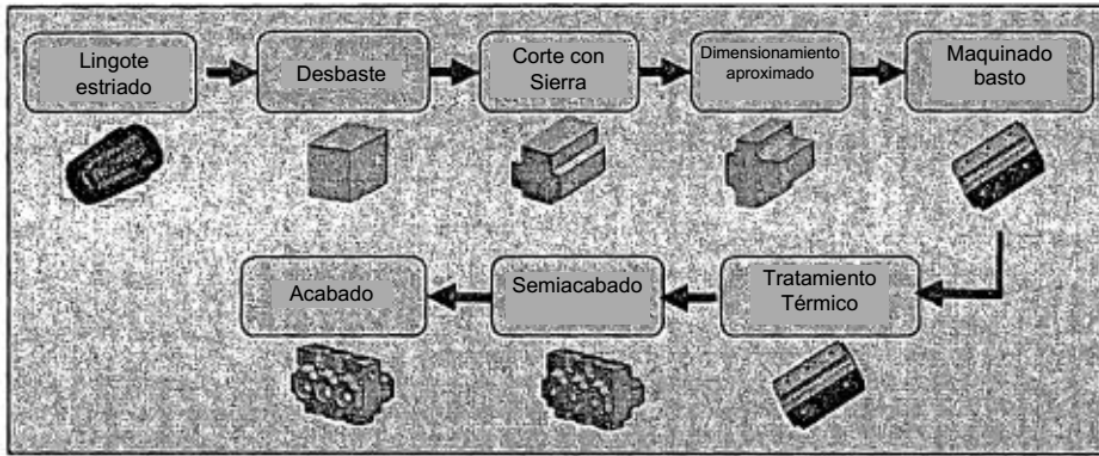 Lingote
estriado
Desbaste
Corte con
Sierra
Dimensionamiento
aproximado
Maquinado
basto
Tratamiento
Térmico
Semiacabado
Acabado